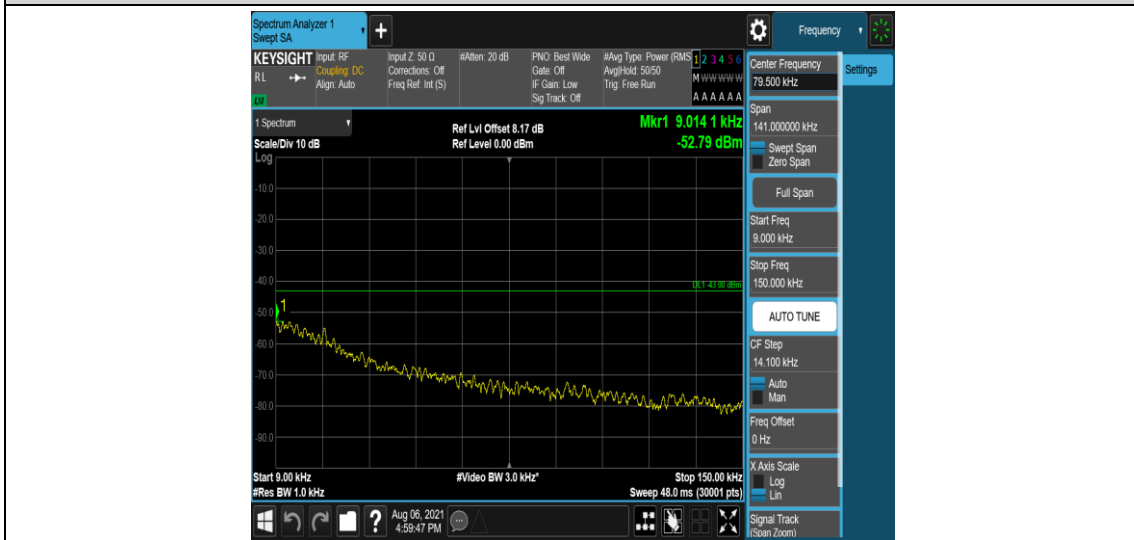 Spectrum Analyzer 1
Swept SA
+
Frequency
KEYSIGHT
RL
LXI
Input: RF
Coupling: DC
Align: Auto
Input Z: 50 Ω
Corrections: Off
Freq Ref: Int (S)
#Atten: 20 dB
PNO: Best Wide
Gate: Off
IF Gain: Low
Sig Track: Off
#Avg Type: Power (RMS
Avg|Hold: 50/50
Trig: Free Run
1 2 3 4 5 6
M W W W W W
A A A A A A
1 Spectrum
Scale/Div 10 dB
Ref Lvl Offset 8.17 dB
Ref Level 0.00 dBm
Mkr1 9.014 1 kHz
-52.79 dBm
Log
-10.0
-20.0
-30.0
-40.0
DL1 -43.00 dBm
-50.0
1
-60.0
-70.0
-80.0
-90.0
Start 9.00 kHz
#Video BW 3.0 kHz*
Stop 150.00 kHz
#Res BW 1.0 kHz
Sweep 48.0 ms (30001 pts)
Center Frequency
79.500 kHz
Settings
Span
141.000000 kHz
Swept Span
Zero Span
Full Span
Start Freq
9.000 kHz
Stop Freq
150.000 kHz
AUTO TUNE
CF Step
14.100 kHz
Auto
Man
Freq Offset
0 Hz
X Axis Scale
Log
Lin
Signal Track
(Span Zoom)
?
Aug 06, 2021
4:59:47 PM